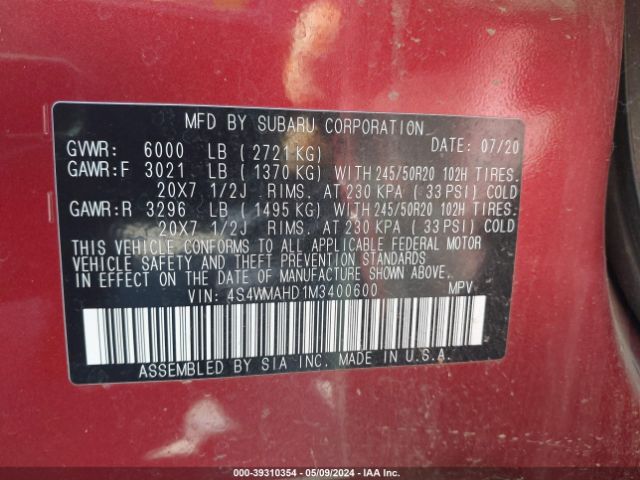 MFD BY SUBARU CORPORATION
GVWR: 6000 LB (2721 KG) DATE: 07/20
GAWR:F 3021 LB (1370 KG) WITH 245/50R20 102H TIRES.
20X7 1/2J RIMS. AT 230 KPA (33 PSI) COLD
GAWR:R 3296 LB (1495 KG) WITH 245/50R20 102H TIRES.
20X7 1/2J RIMS. AT 230 KPA (33 PSI) COLD
THIS VEHICLE CONFORMS TO ALL APPLICABLE FEDERAL MOTOR
VEHICLE SAFETY AND THEFT PREVENTION STANDARDS
IN EFFECT ON THE DATE OF MANUFACTURE SHOWN ABOVE.
VIN: 4S4WMAHD1M3400600 MPV
ASSEMBLED BY SIA INC. MADE IN U.S.A.
000-39310354 - 05/09/2024 - IAA Inc.